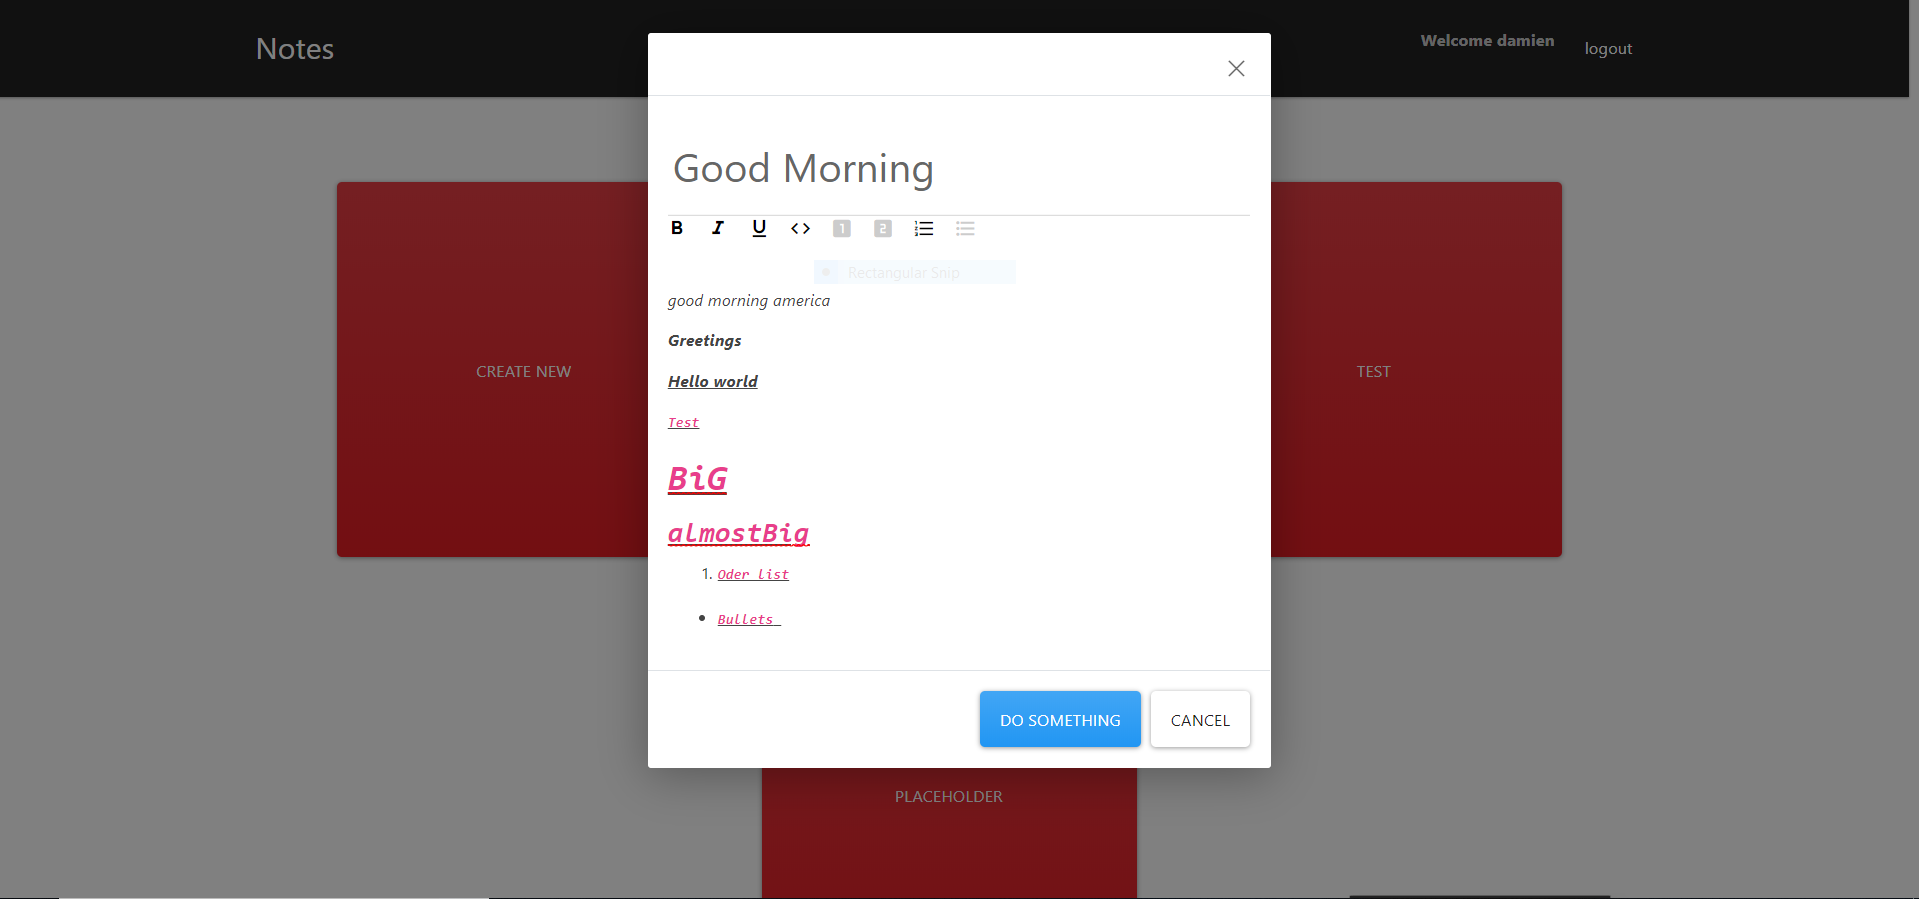 Notes
Welcome damien
logout
Good Morning
B I U <> 1 2
Rectangular Snip
good morning america
Greetings
Hello world
Test
BiG
almostBig
1. Oder list
• Bullets
CREATE NEW
TEST
DO SOMETHING
CANCEL
PLACEHOLDER